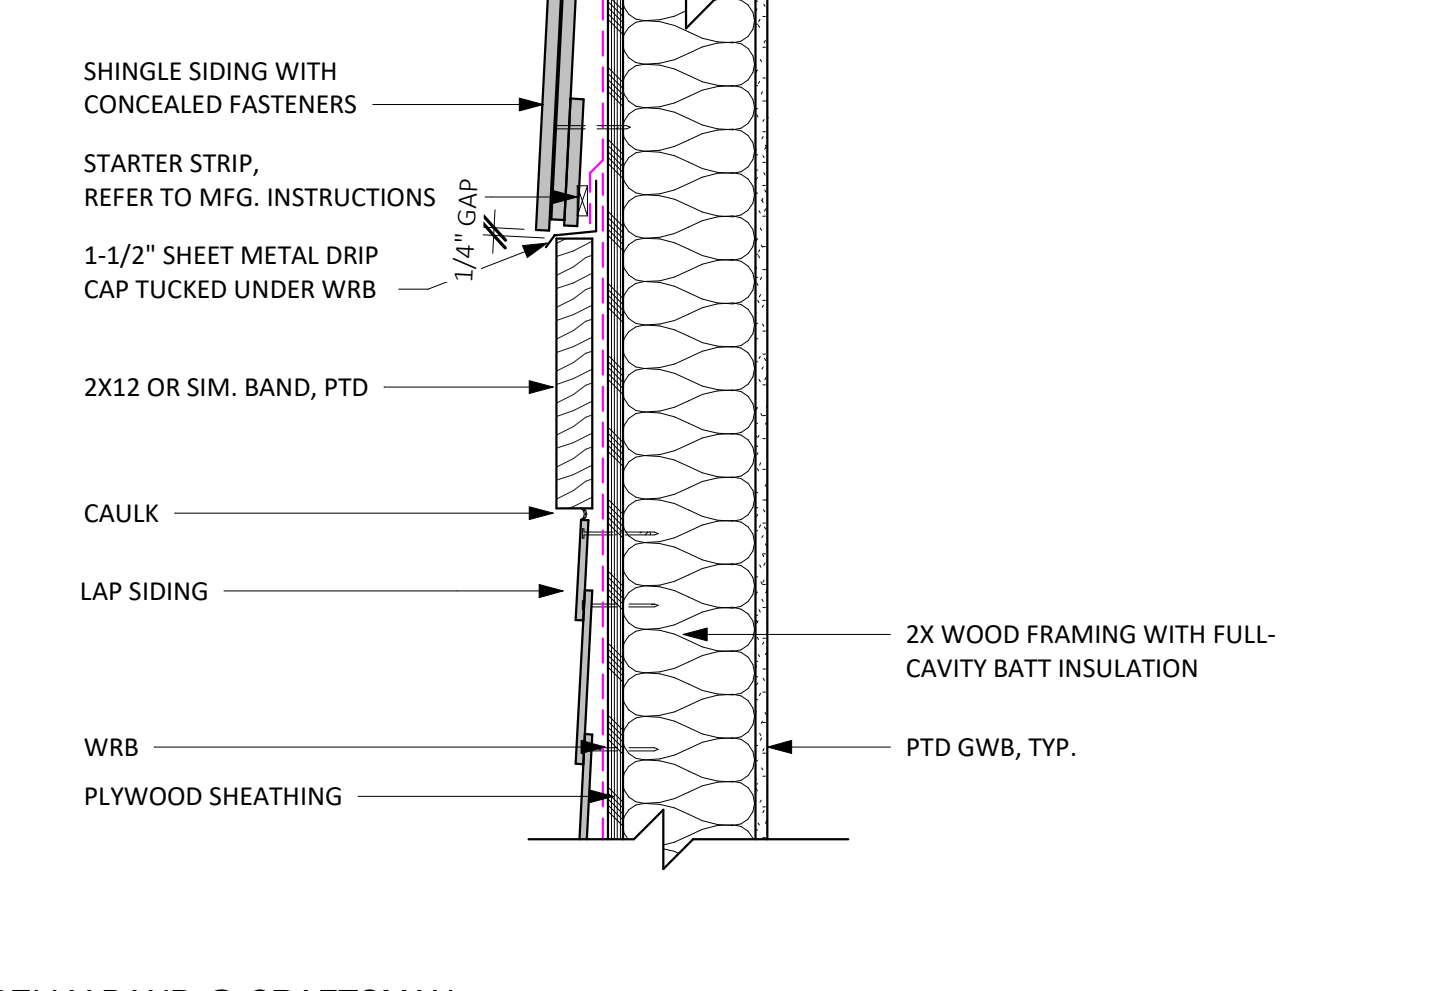 SHINGLE SIDING WITH
CONCEALED FASTENERS
STARTER STRIP,
REFER TO MFG. INSTRUCTIONS
1/4" GAP
1-1/2" SHEET METAL DRIP
CAP TUCKED UNDER WRB
2X12 OR SIM. BAND, PTD
CAULK
LAP SIDING
2X WOOD FRAMING WITH FULL-
CAVITY BATT INSULATION
WRB
PTD GWB, TYP.
PLYWOOD SHEATHING
BAND @ CRAFTSMAN